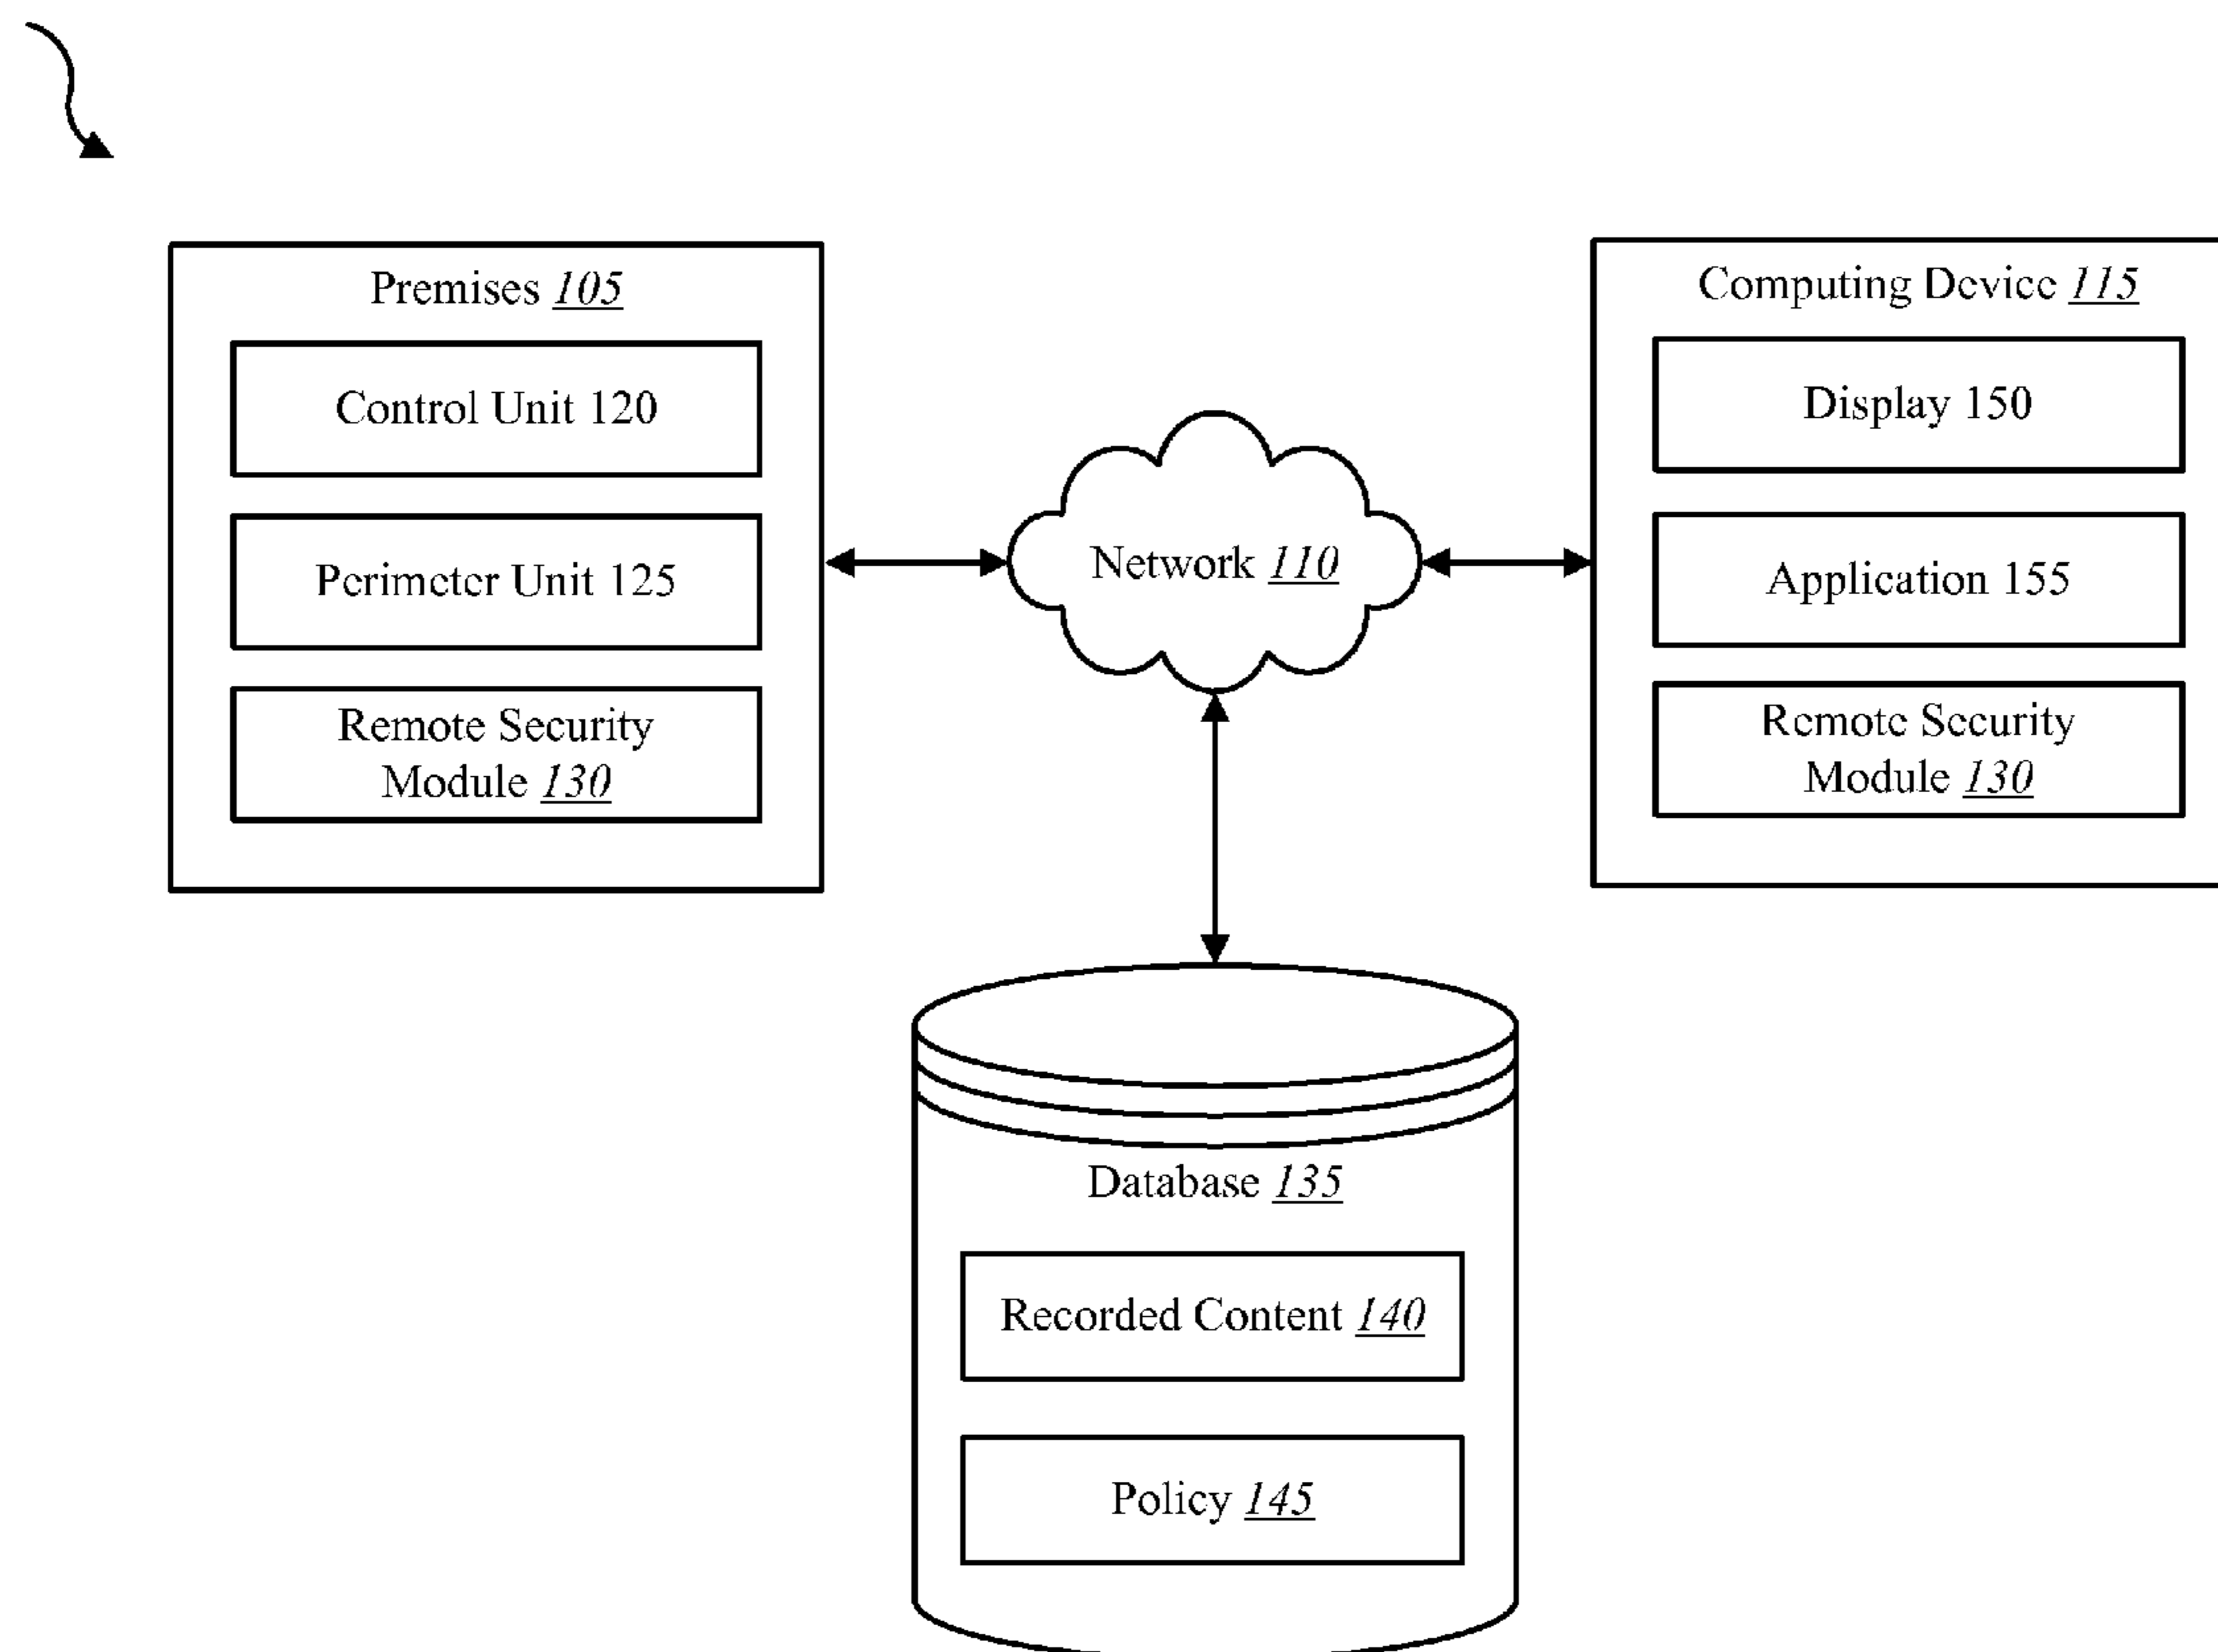 Premises 105
Control Unit 120
Perimeter Unit 125
Remote Security
Module 130
Network 110
Computing Device 115
Display 150
Application 155
Remote Security
Module 130
Database 135
Recorded Content 140
Policy 145